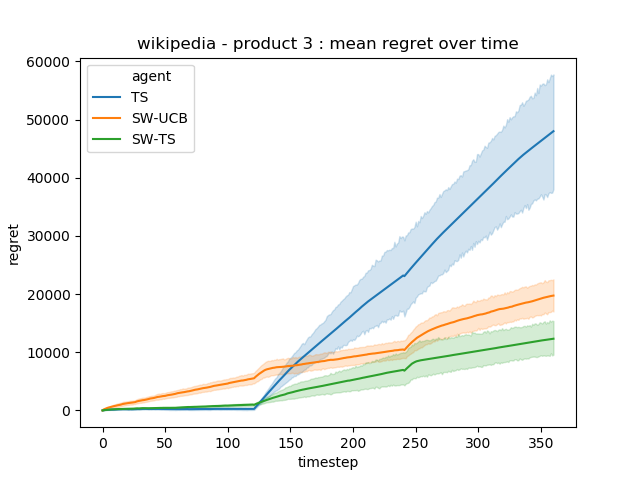 wikipedia - product 3 : mean regret over time
agent
TS
SW-UCB
SW-TS
regret
60000
50000
40000
30000
20000
10000
0
0 50 100 150 200 250 300 350
timestep